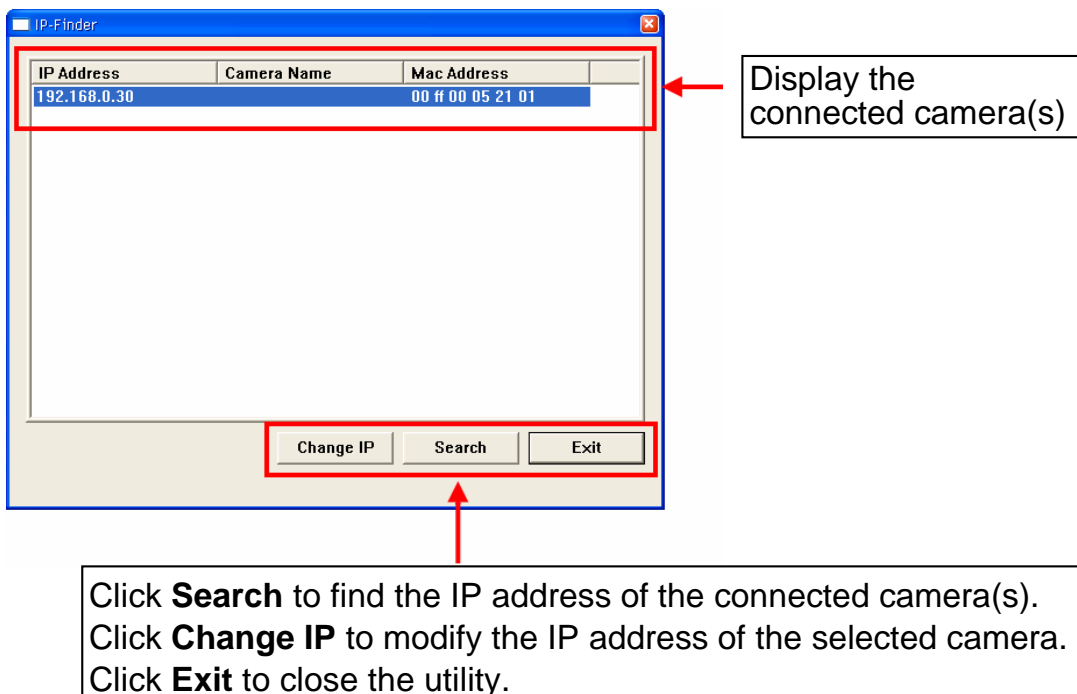 IP-Finder
IP Address Camera Name Mac Address
192.168.0.30 00 ff 00 05 21 01
Display the
connected camera(s)
Change IP Search Exit
Click Search to find the IP address of the connected camera(s).
Click Change IP to modify the IP address of the selected camera.
Click Exit to close the utility.